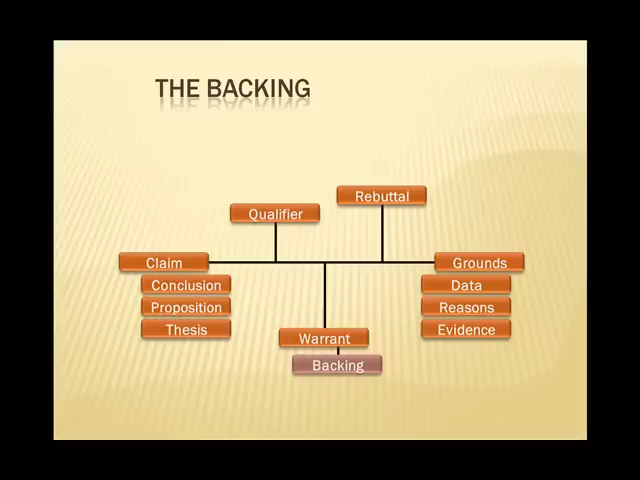 THE BACKING
Rebuttal
Qualifier
Claim
Grounds
Conclusion
Data
Proposition
Reasons
Thesis
Evidence
Warrant
Backing